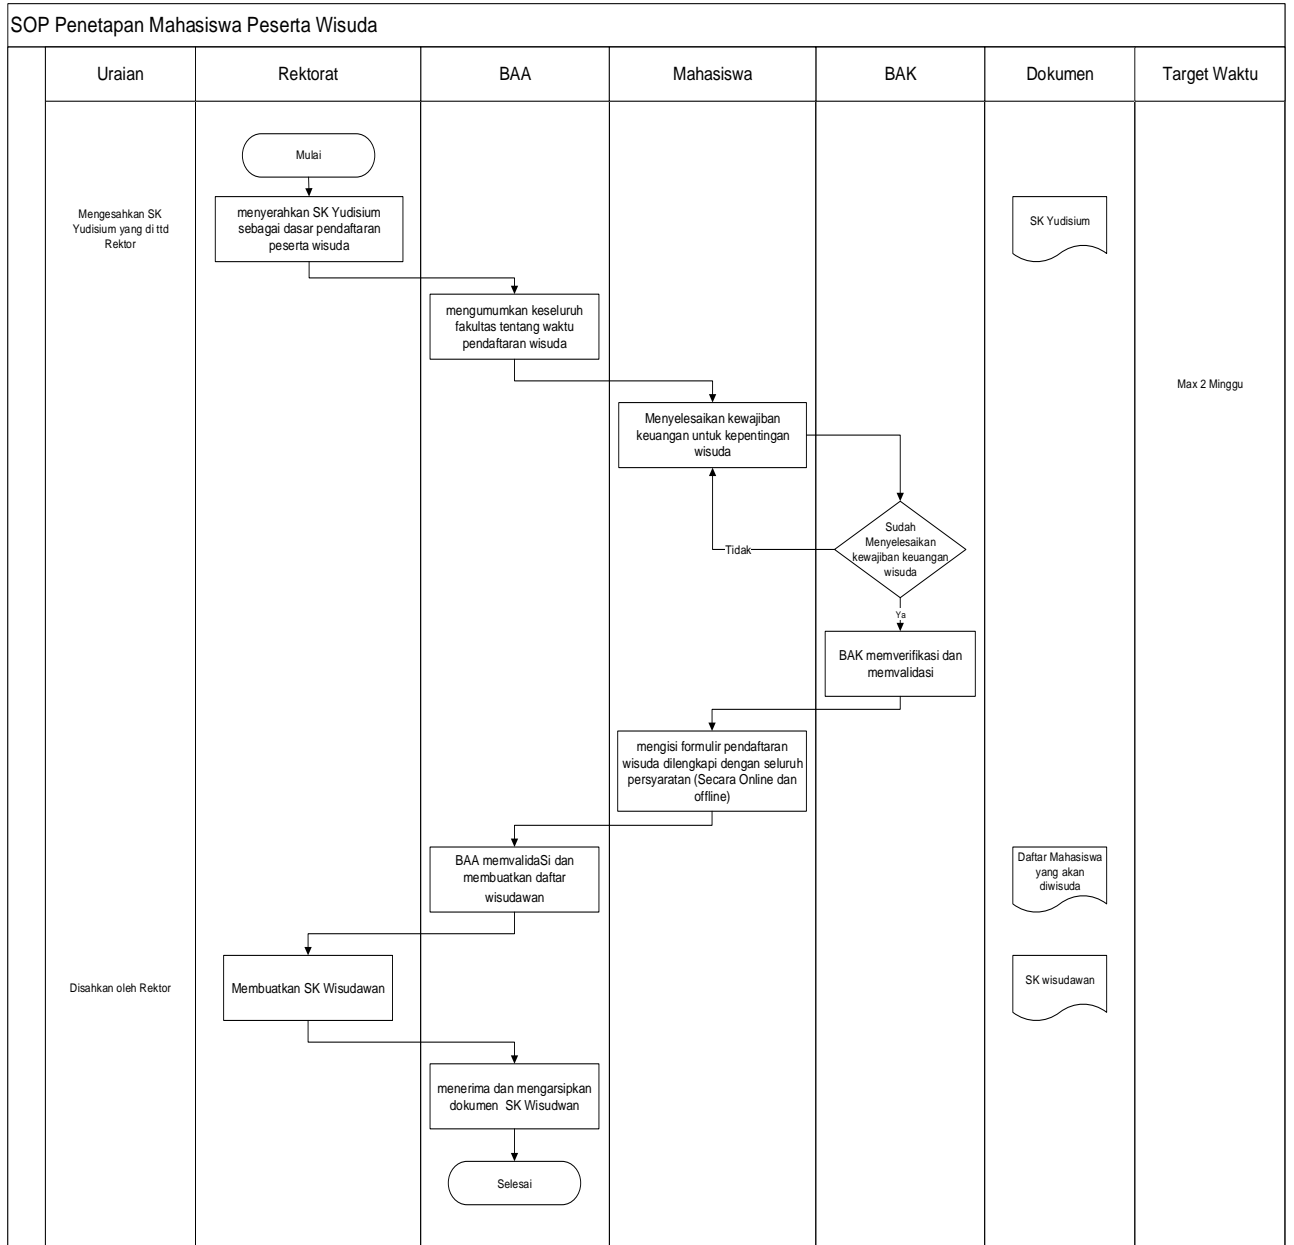 SOP Penetapan Mahasiswa Peserta Wisuda
Uraian
Rektorat
BAA
Mahasiswa
BAK
Dokumen
Target Waktu
Mulai
Mengesahkan SK
Yudisium yang di ttd
Rektor
menyerahkan SK Yudisium
sebagai dasar pendaftaran
peserta wisuda
SK Yudisium
mengumumkan keseluruh
fakultas tentang waktu
pendaftaran wisuda
Max 2 Minggu
Menyelesaikan kewajiban
keuangan untuk kepentingan
wisuda
Sudah
Menyelesaikan
kewajiban keuangan
wisuda
Tidak
Ya
BAK memverifikasi dan
memvalidasi
mengisi formulir pendaftaran
wisuda dilengkapi dengan seluruh
persyaratan (Secara Online dan
offline)
BAA memvalidaSi dan
membuatkan daftar
wisudawan
Daftar Mahasiswa
yang akan
diwisuda
Disahkan oleh Rektor
Membuatkan SK Wisudawan
SK wisudawan
menerima dan mengarsipkan
dokumen  SK Wisudwan
Selesai